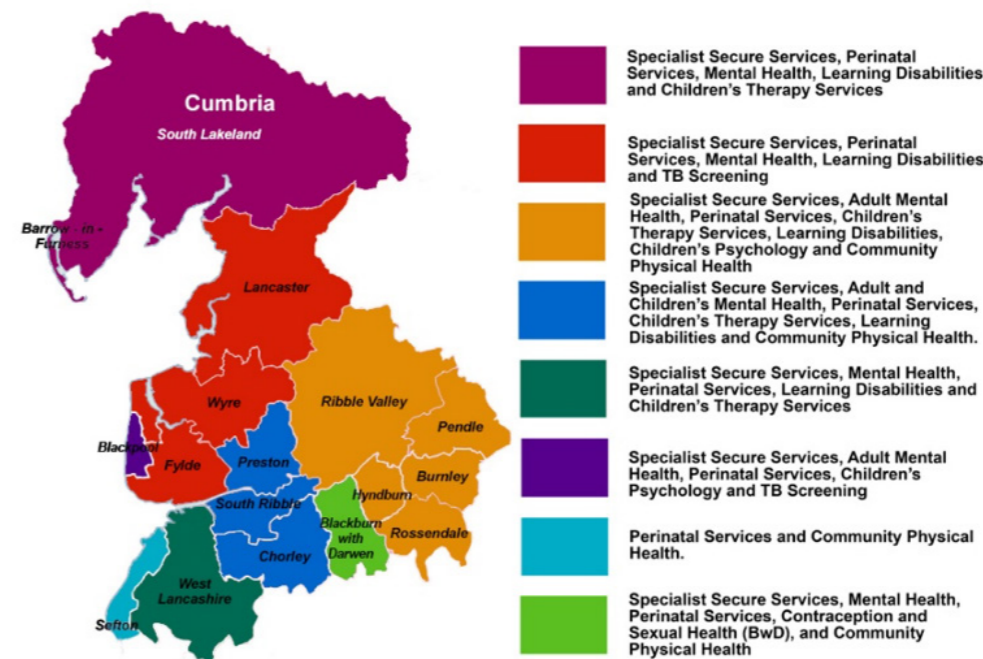 Cumbria
South Lakeland
Barrow - in -
Furness
Lancaster
Wyre
Ribble Valley
Pendle
Blackpool
Fylde
Preston
Burnley
Hyndburn
South Ribble
Blackburn
with
Darwen
Rossendale
Chorley
West
Lancashire
Sefton
Specialist Secure Services, Perinatal
Services, Mental Health, Learning Disabilities
and Children's Therapy Services
Specialist Secure Services, Perinatal
Services, Mental Health, Learning Disabilities
and TB Screening
Specialist Secure Services, Adult Mental
Health, Perinatal Services, Children's
Therapy Services, Learning Disabilities,
Children's Psychology and Community
Physical Health
Specialist Secure Services, Adult and
Children's Mental Health, Perinatal Services,
Children's Therapy Services, Learning
Disabilities and Community Physical Health.
Specialist Secure Services, Mental Health,
Perinatal Services, Learning Disabilities and
Children's Therapy Services
Specialist Secure Services, Adult Mental
Health, Perinatal Services, Children's
Psychology and TB Screening
Perinatal Services and Community Physical
Health.
Specialist Secure Services, Mental Health,
Perinatal Services, Contraception and
Sexual Health (BwD), and Community
Physical Health